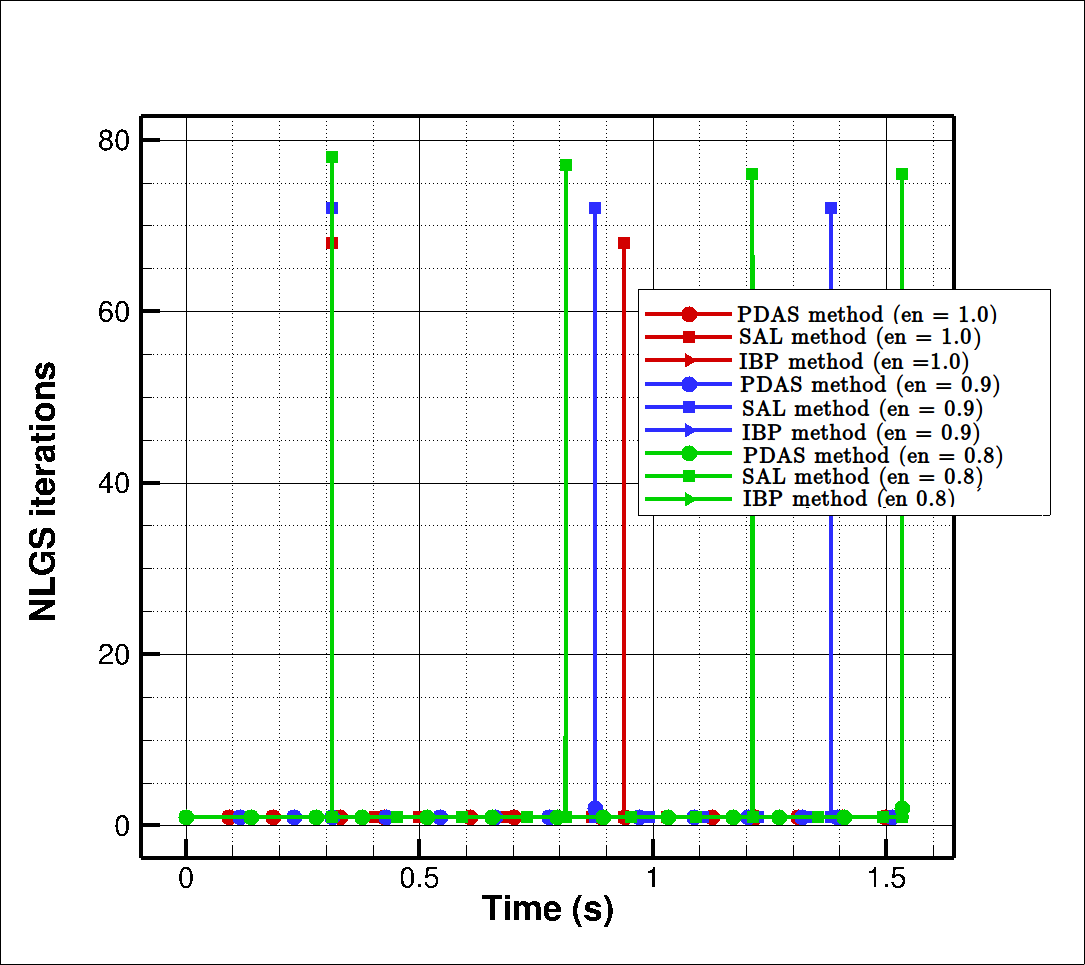 80
60
40
20
0
NLGS iterations
PDAS method (en = 1.0)
SAL method (en = 1.0)
IBP method (en =1.0)
PDAS method (en = 0.9)
SAL method (en = 0.9)
IBP method (en = 0.9)
PDAS method (en = 0.8)
SAL method (en = 0.8)
IBP method (en 0.8)
0 0.5 1 1.5
Time (s)